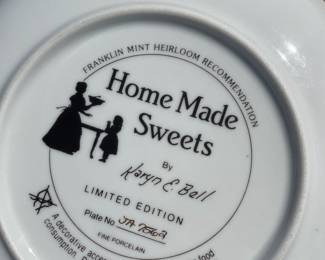 FRANKLIN MINT HEIRLOOM RECOMMENDATION
Home Made
Sweets
By
Karyn E. Bell
LIMITED EDITION
Plate No.
FINE PORCELAIN
A decorative acces
food
consumption.